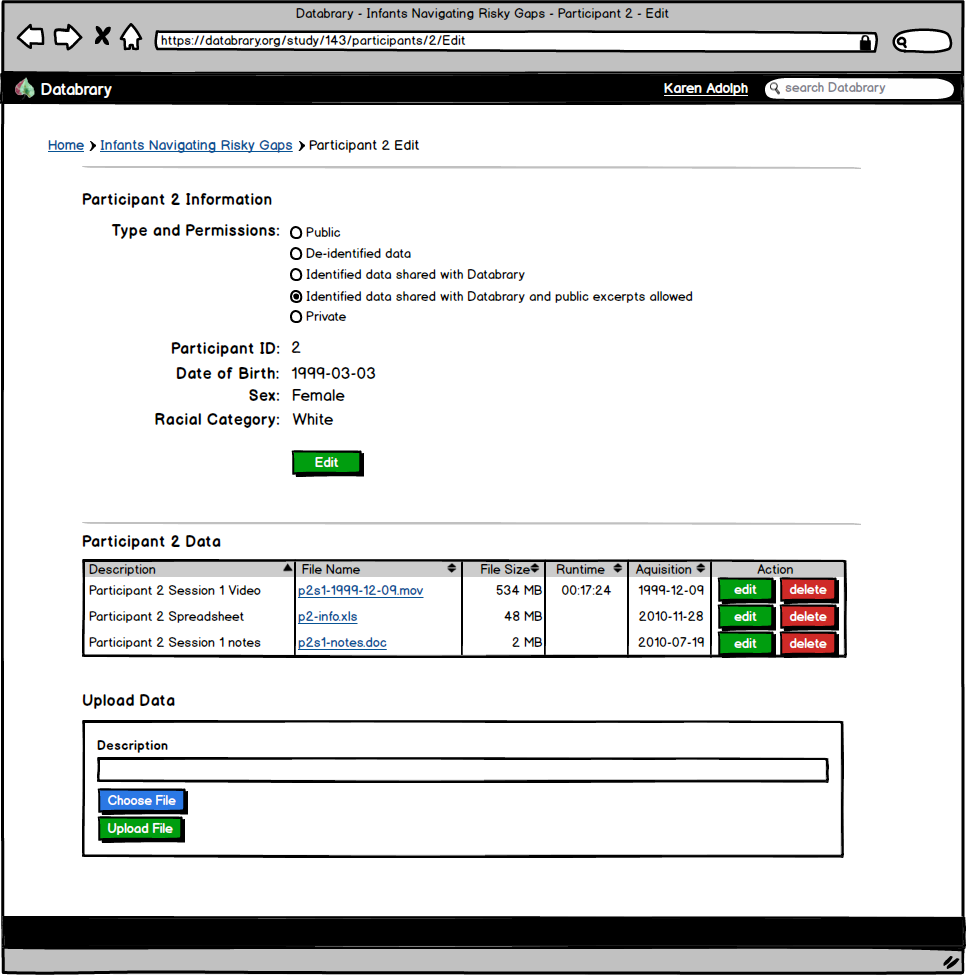 Databrary - Infants Navigating Risky Gaps - Participant 2 - Edit
https://databrary.org/study/143/participants/2/Edit
Databrary Karen Adolph search Databrary
Home Infants Navigating Risky Gaps Participant 2 Edit
Participant 2 Information
Type and Permissions: Public
De-identified data
Identified data shared with Databrary
Identified data shared with Databrary and public excerpts allowed
Private
Participant ID: 2
Date of Birth: 1999-03-03
Sex: Female
Racial Category: White
Edit
Participant 2 Data
Description File Name File Size Runtime Aquisition Action
Participant 2 Session 1 Video p2s1-1999-12-09.mov 534 MB 00:17:24 1999-12-09 edit delete
Participant 2 Spreadsheet p2-info.xls 48 MB 2010-11-28 edit delete
Participant 2 Session 1 notes p2s1-notes.doc 2 MB 2010-07-19 edit delete
Upload Data
Description
Choose File
Upload File